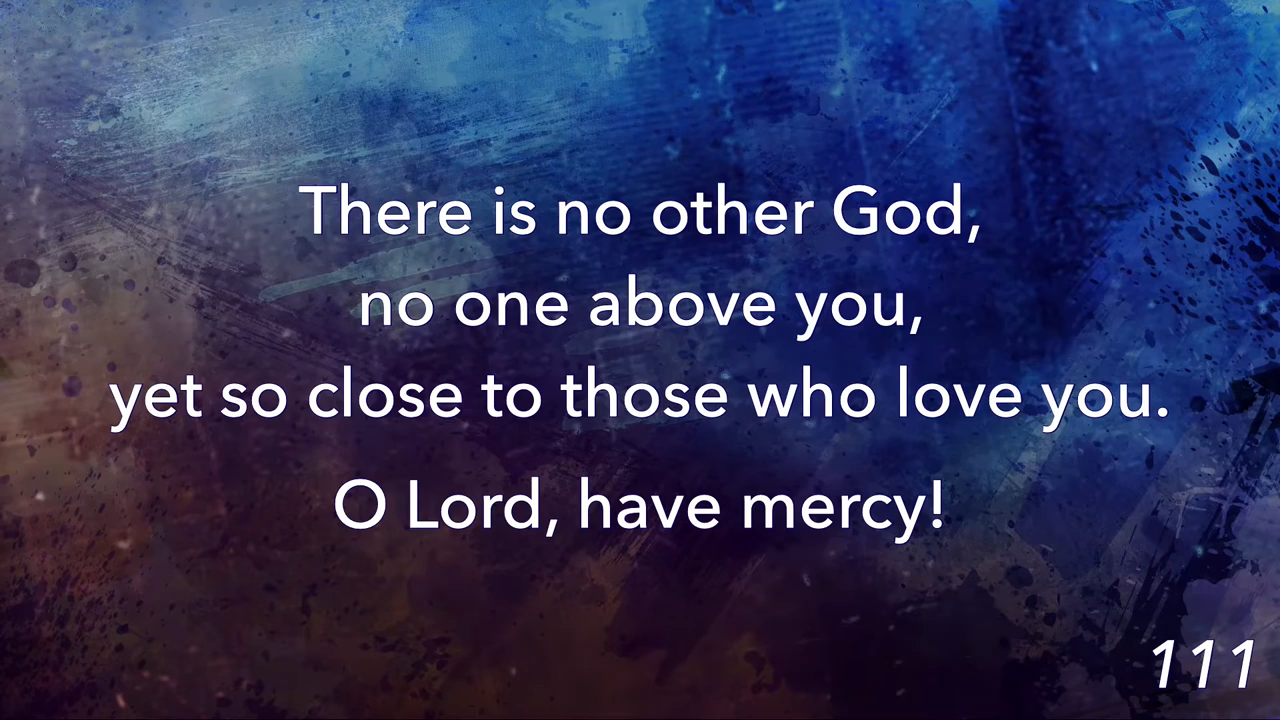 There is no other God,
no one above you,
yet so close to those who love you.
O Lord, have mercy!
111